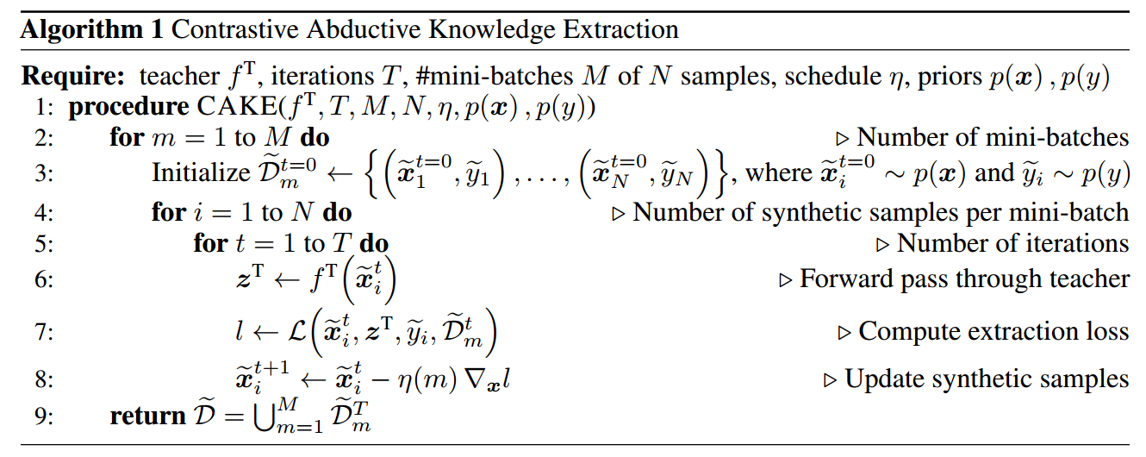 Algorithm 1 Contrastive Abductive Knowledge Extraction
Require: teacher $f^{\mathrm{T}}$, iterations $T$, #mini-batches $M$ of $N$ samples, schedule $\eta$, priors $p(\boldsymbol{x})$, $p(y)$
1: procedure CAKE($f^{\mathrm{T}}, T, M, N, \eta, p(\boldsymbol{x}), p(y)$)
2: for $m = 1$ to $M$ do ▷ Number of mini-batches
3: Initialize $\widetilde{\mathcal{D}}_m^{t=0} \leftarrow \left\{\left(\widetilde{\boldsymbol{x}}_1^{t=0}, \widetilde{y}_1\right), \ldots, \left(\widetilde{\boldsymbol{x}}_N^{t=0}, \widetilde{y}_N\right)\right\}$, where $\widetilde{\boldsymbol{x}}_i^{t=0} \sim p(\boldsymbol{x})$ and $\widetilde{y}_i \sim p(y)$
4: for $i = 1$ to $N$ do ▷ Number of synthetic samples per mini-batch
5: for $t = 1$ to $T$ do ▷ Number of iterations
6: $\boldsymbol{z}^{\mathrm{T}} \leftarrow f^{\mathrm{T}}\left(\widetilde{\boldsymbol{x}}_i^t\right)$ ▷ Forward pass through teacher
7: $l \leftarrow \mathcal{L}\left(\widetilde{\boldsymbol{x}}_i^t, \boldsymbol{z}^{\mathrm{T}}, \widetilde{y}_i, \widetilde{\mathcal{D}}_m^t\right)$ ▷ Compute extraction loss
8: $\widetilde{\boldsymbol{x}}_i^{t+1} \leftarrow \widetilde{\boldsymbol{x}}_i^t - \eta(m) \nabla_{\boldsymbol{x}} l$ ▷ Update synthetic samples
9: return $\widetilde{\mathcal{D}} = \bigcup_{m=1}^{M} \widetilde{\mathcal{D}}_m^T$